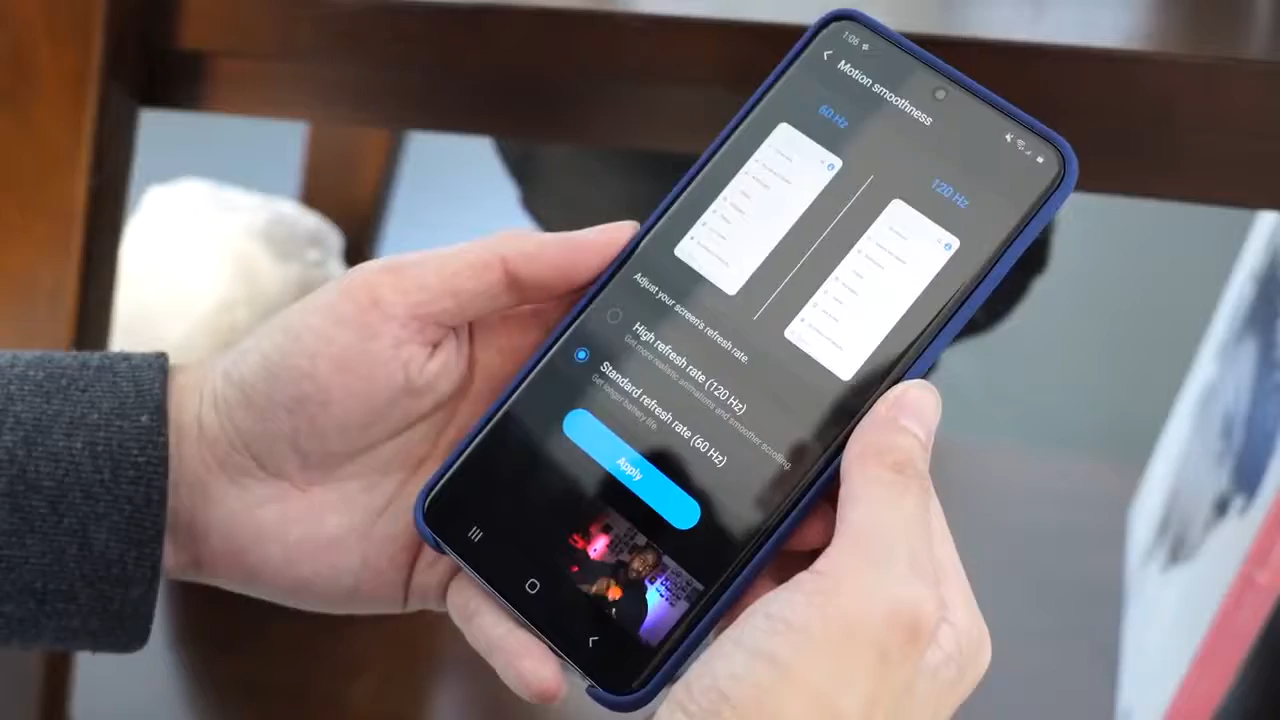 1:06
Motion smoothness
60 Hz
120 Hz
Adjust your screen's refresh rate.
High refresh rate (120 Hz)
Get more realistic animations and smoother scrolling.
Standard refresh rate (60 Hz)
Get longer battery life.
Apply